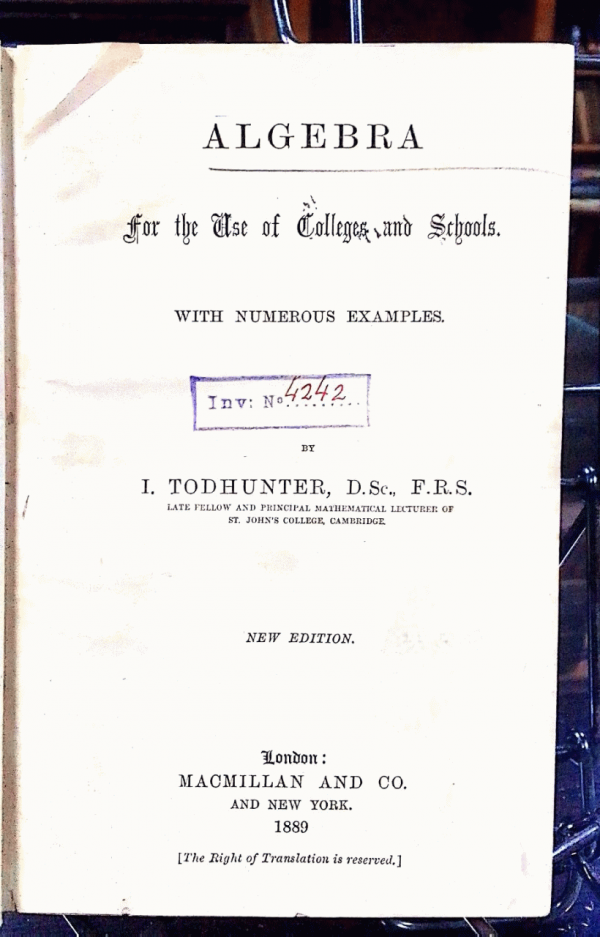 ALGEBRA
For the Use of Colleges and Schools.
WITH NUMEROUS EXAMPLES.
Inv: No 4242
BY
I. TODHUNTER, D.Sc., F.R.S.
LATE FELLOW AND PRINCIPAL MATHEMATICAL LECTURER OF
ST. JOHN'S COLLEGE, CAMBRIDGE.
NEW EDITION.
London:
MACMILLAN AND CO.
AND NEW YORK.
1889
[The Right of Translation is reserved.]